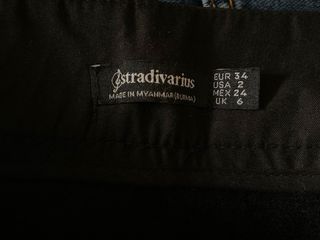 stradivarius
MADE IN MYANMAR (BURMA)
EUR 34
USA 2
MEX 24
UK 6